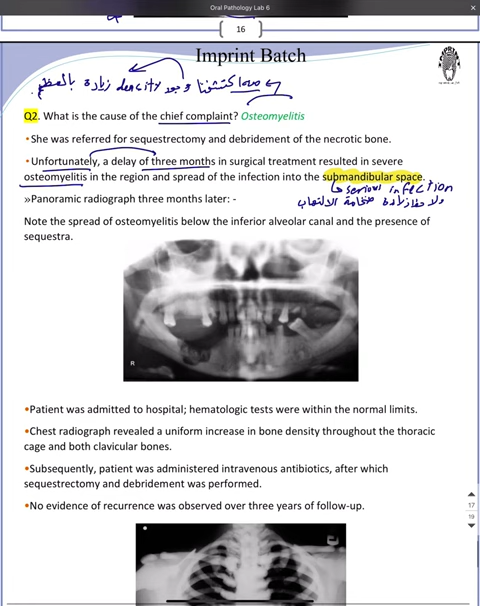 Oral Pathology Lab 6
16
Imprint Batch
زيادة density بالعظم
Q2. What is the cause of the chief complaint? Osteomyelitis
•She was referred for sequestrectomy and debridement of the necrotic bone.
•Unfortunately, a delay of three months in surgical treatment resulted in severe
osteomyelitis in the region and spread of the infection into the submandibular space.
serious infection
»Panoramic radiograph three months later: -
Note the spread of osteomyelitis below the inferior alveolar canal and the presence of
sequestra.
R
•Patient was admitted to hospital; hematologic tests were within the normal limits.
•Chest radiograph revealed a uniform increase in bone density throughout the thoracic
cage and both clavicular bones.
•Subsequently, patient was administered intravenous antibiotics, after which
sequestrectomy and debridement was performed.
•No evidence of recurrence was observed over three years of follow-up.
17
19